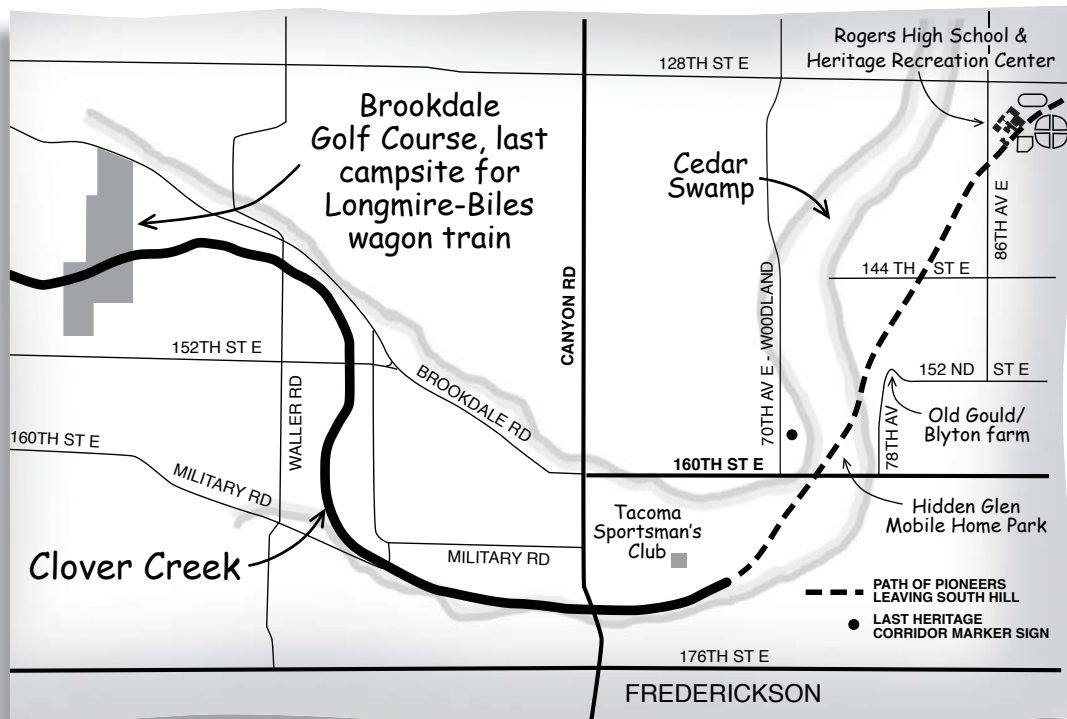 Rogers High School &
Heritage Recreation Center
128TH ST E
Brookdale
Golf Course, last
campsite for
Longmire-Biles
wagon train
Cedar
Swamp
86TH AV E
144 TH ST E
CANYON RD
70TH AV E - WOODLAND
152TH ST E
BROOKDALE RD
152 ND ST E
WALLER RD
78TH AV
Old Gould/
Blyton farm
160TH ST E
160TH ST E
MILITARY RD
Hidden Glen
Mobile Home Park
Tacoma
Sportsman's
Club
Clover Creek
MILITARY RD
PATH OF PIONEERS
LEAVING SOUTH HILL
LAST HERITAGE
CORRIDOR MARKER SIGN
176TH ST E
FREDERICKSON